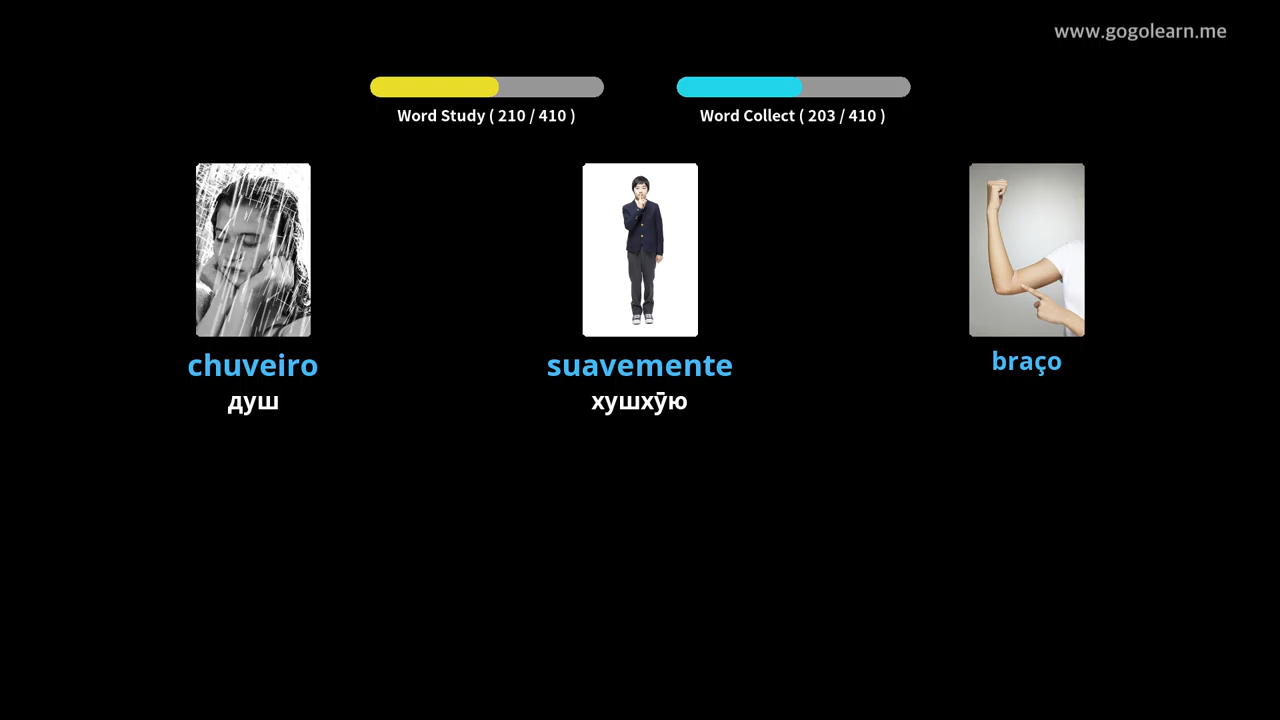 www.gogolearn.me
Word Study ( 210 / 410 )
Word Collect ( 203 / 410 )
chuveiro
suavemente
braço
душ
хушхӯю